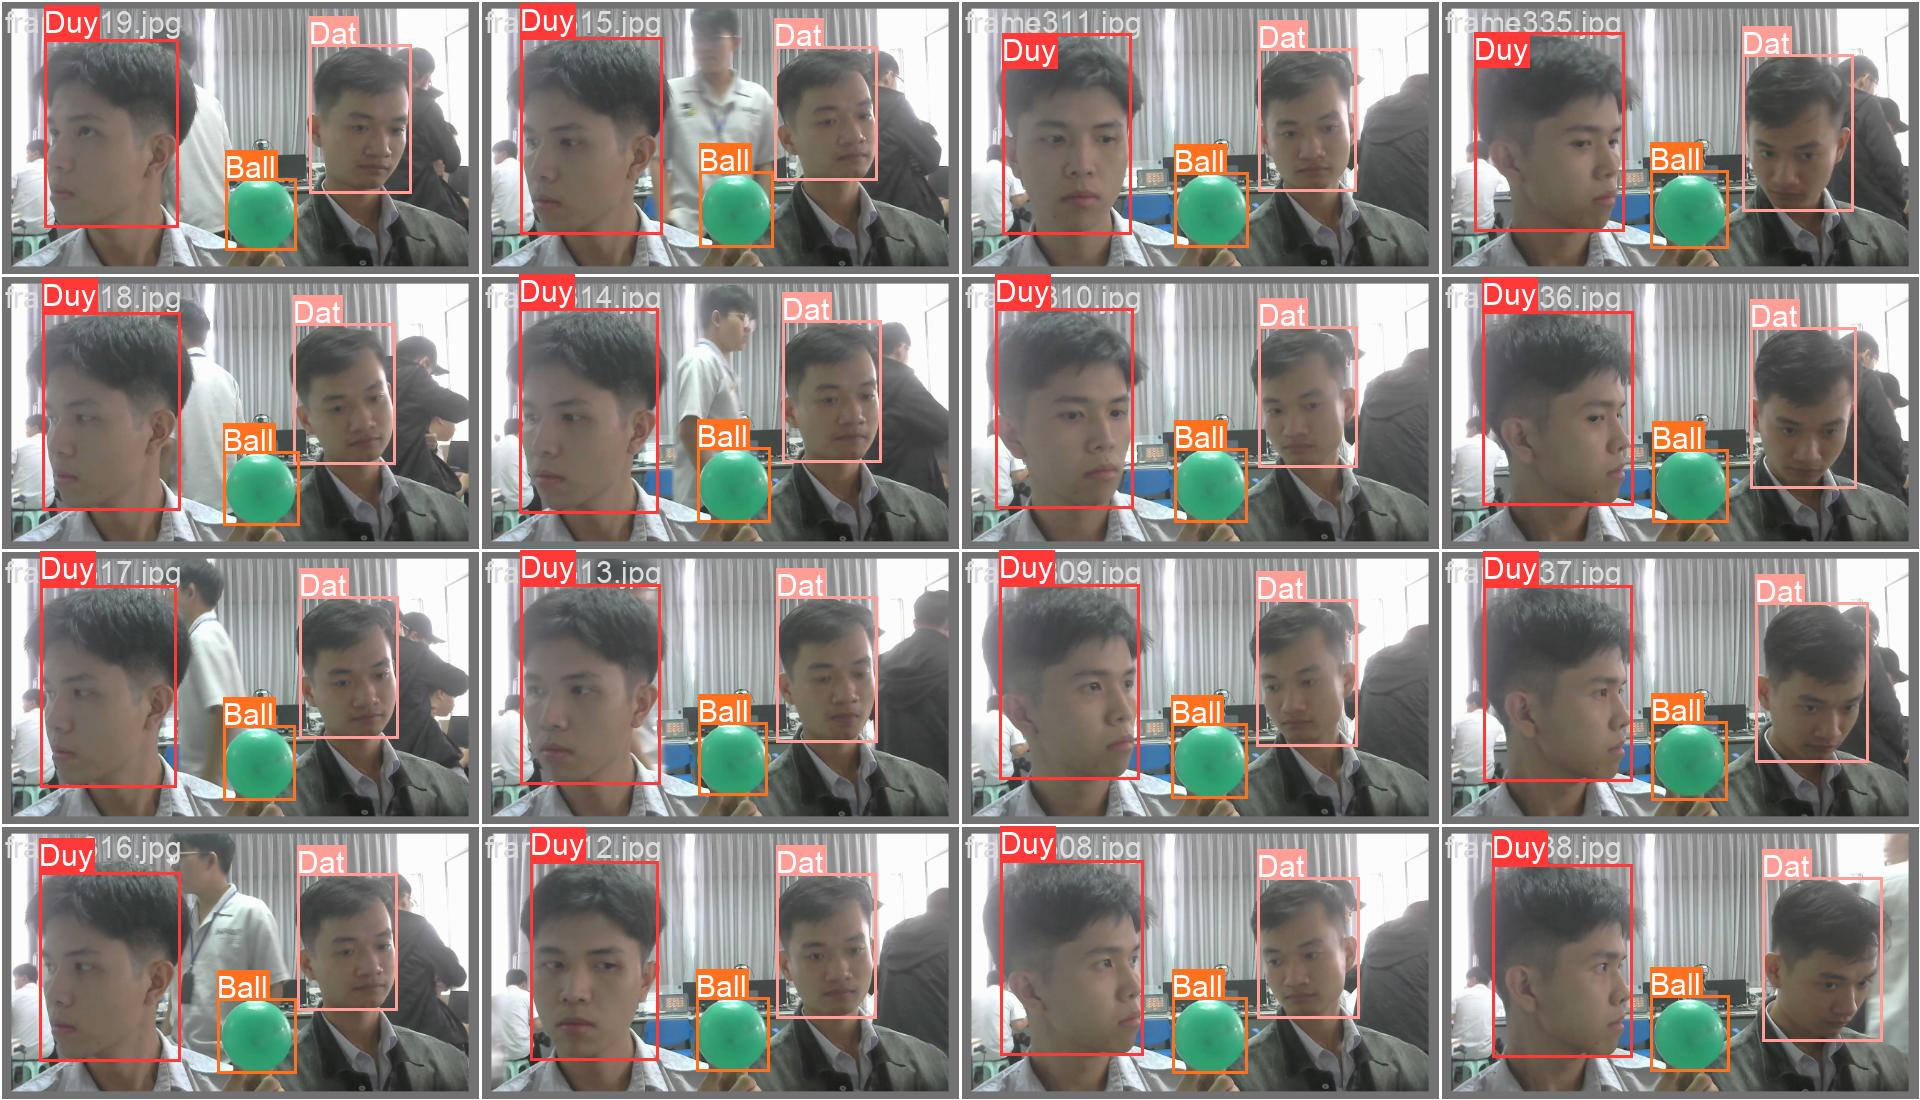 Duy 19.jpg Dat
Ball
Duy 15.jpg Dat
Ball
frame311.jpg Dat
Duy
Ball
frame335.jpg Dat
Duy
Ball
Duy 18.jpg Dat
Ball
Duy 14.jpg Dat
Ball
Duy 10.jpg Dat
Ball
Duy 36.jpg Dat
Ball
Duy 17.jpg Dat
Ball
Duy 13.jpg Dat
Ball
Duy 09.jpg Dat
Ball
Duy 37.jpg Dat
Ball
Duy 16.jpg Dat
Ball
Duy 12.jpg Dat
Ball
Duy 08.jpg Dat
Ball
Duy 38.jpg Dat
Ball